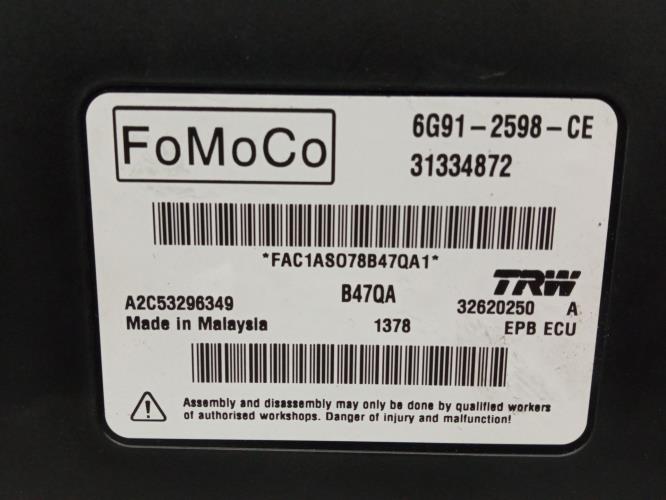 FoMoCo
6G91-2598-CE
31334872
*FAC1ASO78B47QA1*
TRW
A2C53296349
B47QA
32620250 A
Made in Malaysia
1378
EPB ECU
Assembly and disassembly may only be done by qualified workers
of authorised workshops. Danger of injury and malfunction!